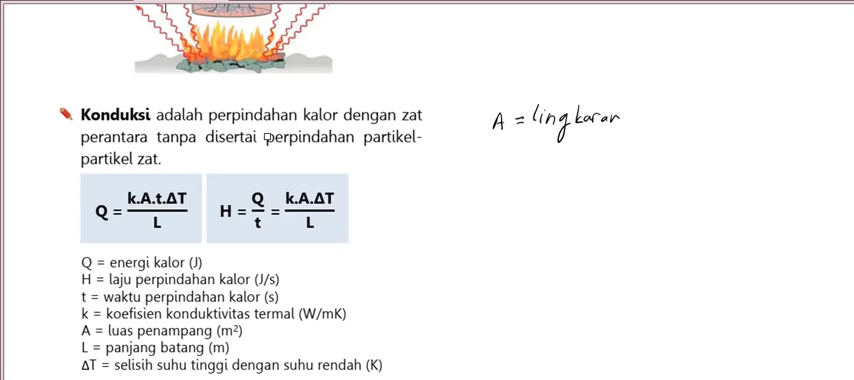 Konduksi adalah perpindahan kalor dengan zat
perantara tanpa disertai perpindahan partikel-
partikel zat.
A = lingkaran
Q = k.A.t.ΔT / L
H = Q / t = k.A.ΔT / L
Q = energi kalor (J)
H = laju perpindahan kalor (J/s)
t = waktu perpindahan kalor (s)
k = koefisien konduktivitas termal (W/mK)
A = luas penampang (m²)
L = panjang batang (m)
ΔT = selisih suhu tinggi dengan suhu rendah (K)